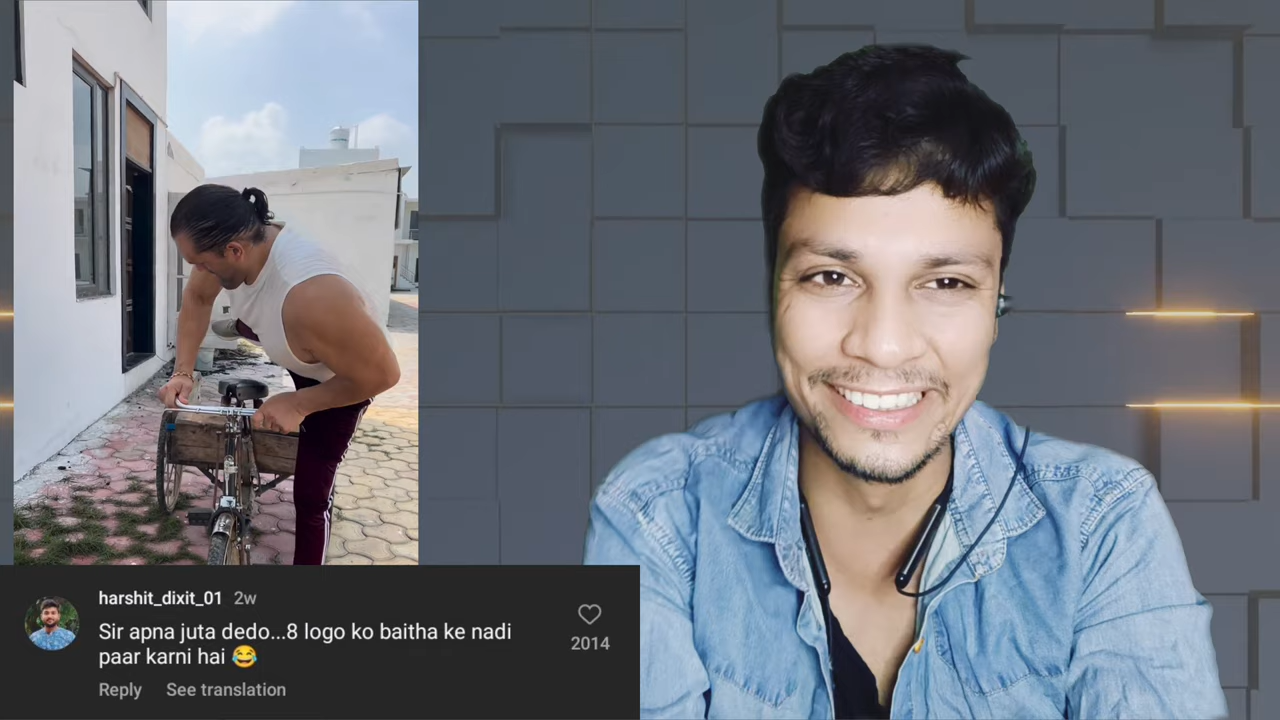 harshit_dixit_01 2w
Sir apna juta dedo...8 logo ko baitha ke nadi
paar karni hai 😂
2014
Reply See translation